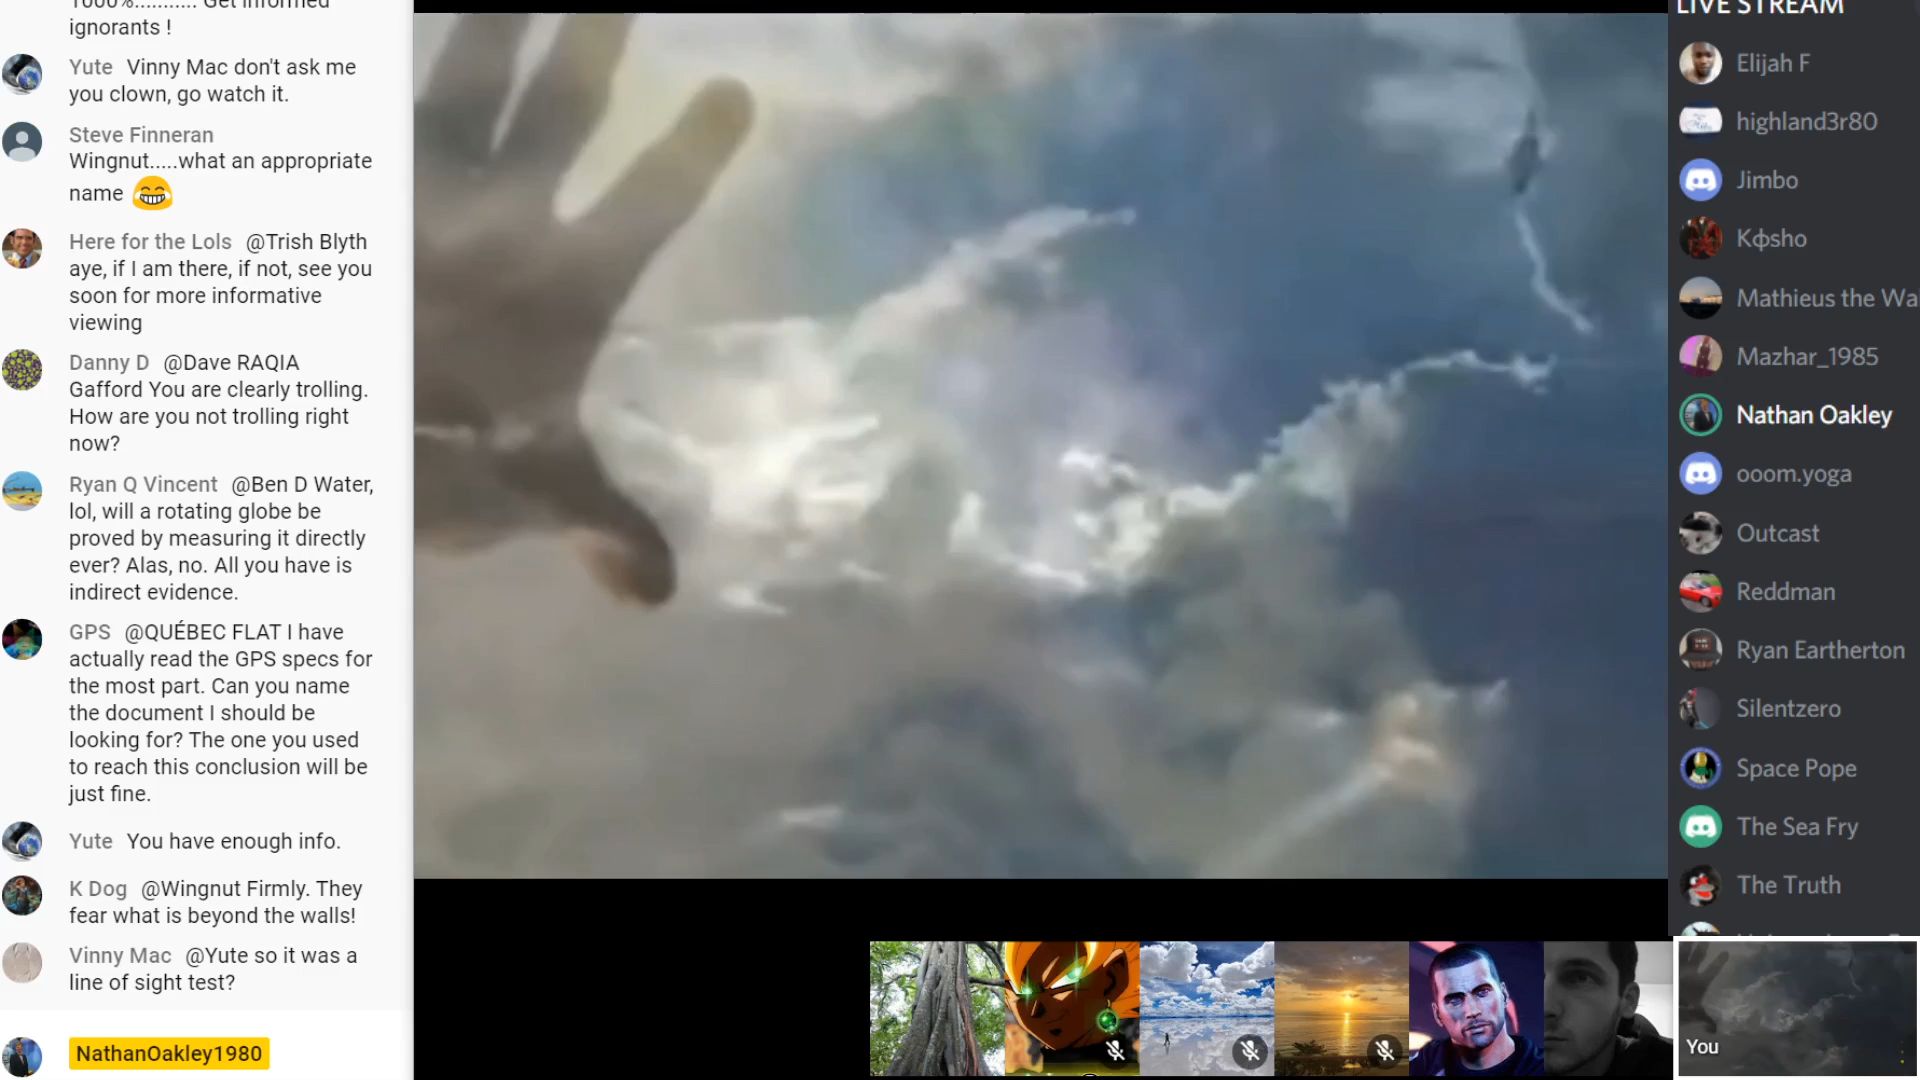 1000%........... Get informed
ignorants !
Yute Vinny Mac don't ask me
you clown, go watch it.
Steve Finneran
Wingnut.....what an appropriate
name
Here for the Lols @Trish Blyth
aye, if I am there, if not, see you
soon for more informative
viewing
Danny D @Dave RAQIA
Gafford You are clearly trolling.
How are you not trolling right
now?
Ryan Q Vincent @Ben D Water,
lol, will a rotating globe be
proved by measuring it directly
ever? Alas, no. All you have is
indirect evidence.
GPS @QUÉBEC FLAT I have
actually read the GPS specs for
the most part. Can you name
the document I should be
looking for? The one you used
to reach this conclusion will be
just fine.
Yute You have enough info.
K Dog @Wingnut Firmly. They
fear what is beyond the walls!
Vinny Mac @Yute so it was a
line of sight test?
NathanOakley1980
LIVE STREAM
Elijah F
highland3r80
Jimbo
Kфsho
Mathieus the Wal
Mazhar_1985
Nathan Oakley
ooom.yoga
Outcast
Reddman
Ryan Eartherton
Silentzero
Space Pope
The Sea Fry
The Truth
You